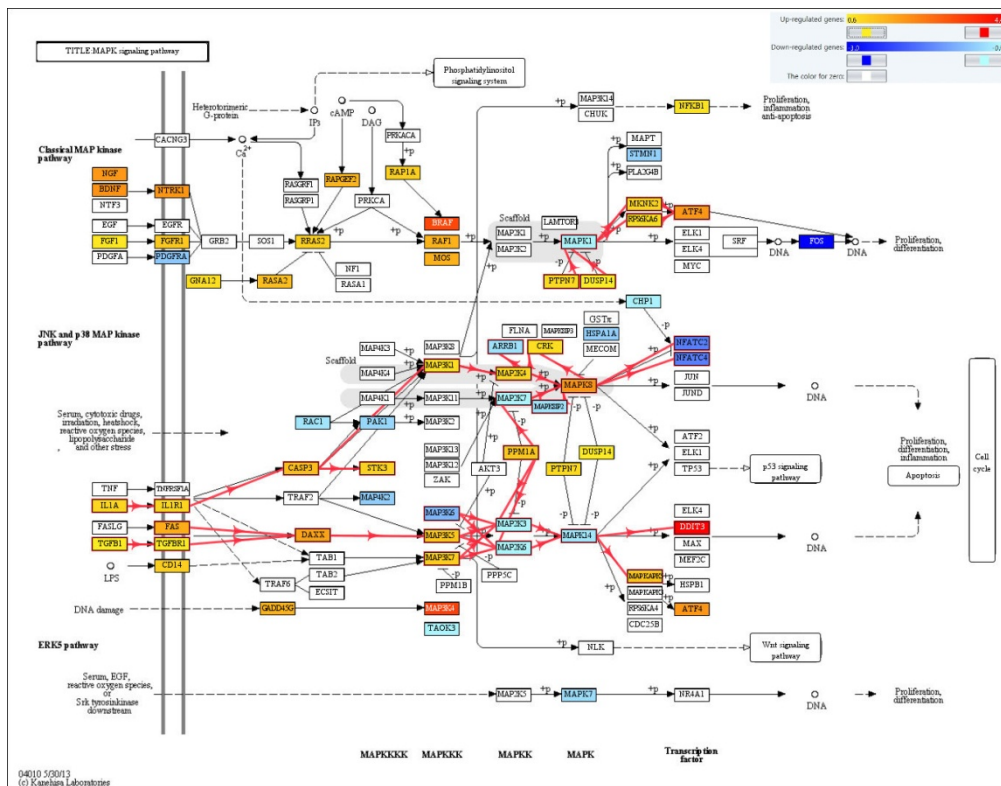 Up-regulated genes:
0.6
Down-regulated genes:
-1.2
The color for zero:
TITLE:MAPK signaling pathway
Phosphatidylinositol
signaling system
Heterotorimeric
G-protein
IP3
cAMP
DAG
CACNG3
Ca2+
Classical MAP kinase
pathway
PRKACA
+p
RAP1A
RASGRF1
RASGRP1
RAPGEF2
PRKCA
NGF
BDNF
NTF3
NTRK1
EGF
EGFR
FGF1
FGFR1
PDGFA
PDGFRA
GRB2
SOS1
RRAS2
GNA12
RASA2
NF1
RASA1
BRAF
RAF1
MOS
+p
MAP3K14
CHUK
+p
NFKB1
Proliferation,
inflammation
anti-apoptosis
MAPT
STMN1
PLA2G4B
Scaffold
LAMTOR3
MAP2K1
MAP2K2
+p
MAPK1
PTPN7
DUSP14
-p
-p
MKNK2
RPS6KA6
ATF4
ELK1
ELK4
MYC
SRF
DNA
FOS
DNA
Proliferation,
differentiation
CHP1
-p
JNK and p38 MAP kinase
pathway
Scaffold
MAP4K3
MAP4K4
MAP4K1
MAP3K8
MAP3K1
MAP3K11
MAP3K2
RAC1
PAK1
MAP3K13
MAP3K12
ZAK
FLNA
ARRB1
CRK
GSTπ
HSPA1A
MECOM
MAP2K4
MAP2K7
MAPK8
NFATC2
NFATC4
JUN
JUND
DNA
Serum, cytotoxic drugs,
irradiation, heatshock,
reactive oxygen species,
lipopolysaccharide
and other stress
CASP3
STK3
TNF
TNFRSF1A
IL1A
IL1R1
FASLG
FAS
TGFB1
TGFBR1
LPS
CD14
TRAF2
MAP4K2
DAXX
TAB1
TAB2
ECSIT
TRAF6
MAP3K6
MAP3K5
MAP3K7
AKT3
PPM1A
PTPN7
DUSP14
MAP2K3
MAP2K6
MAPK14
PPM1B
PPP5C
ATF2
ELK1
TP53
p53 signaling
pathway
ELK4
DDIT3
MAX
MEF2C
DNA
Proliferation,
differentiation,
inflammation
Apoptosis
Cell
cycle
HSPB1
RPS6KA4
CDC25B
ATF4
DNA damage
GADD45G
MAP3K4
TAOK3
ERK5 pathway
NLK
Wnt signaling
pathway
Serum, EGF,
reactive oxygen species,
or
Srk tyrosinkinase
downstream
MAP2K5
+p
MAPK7
+p
NR4A1
DNA
Proliferation,
differentiation
MAPKKKK
MAPKKK
MAPKK
MAPK
Transcription
factor
04010 5/30/13
(c) Kanehisa Laboratories